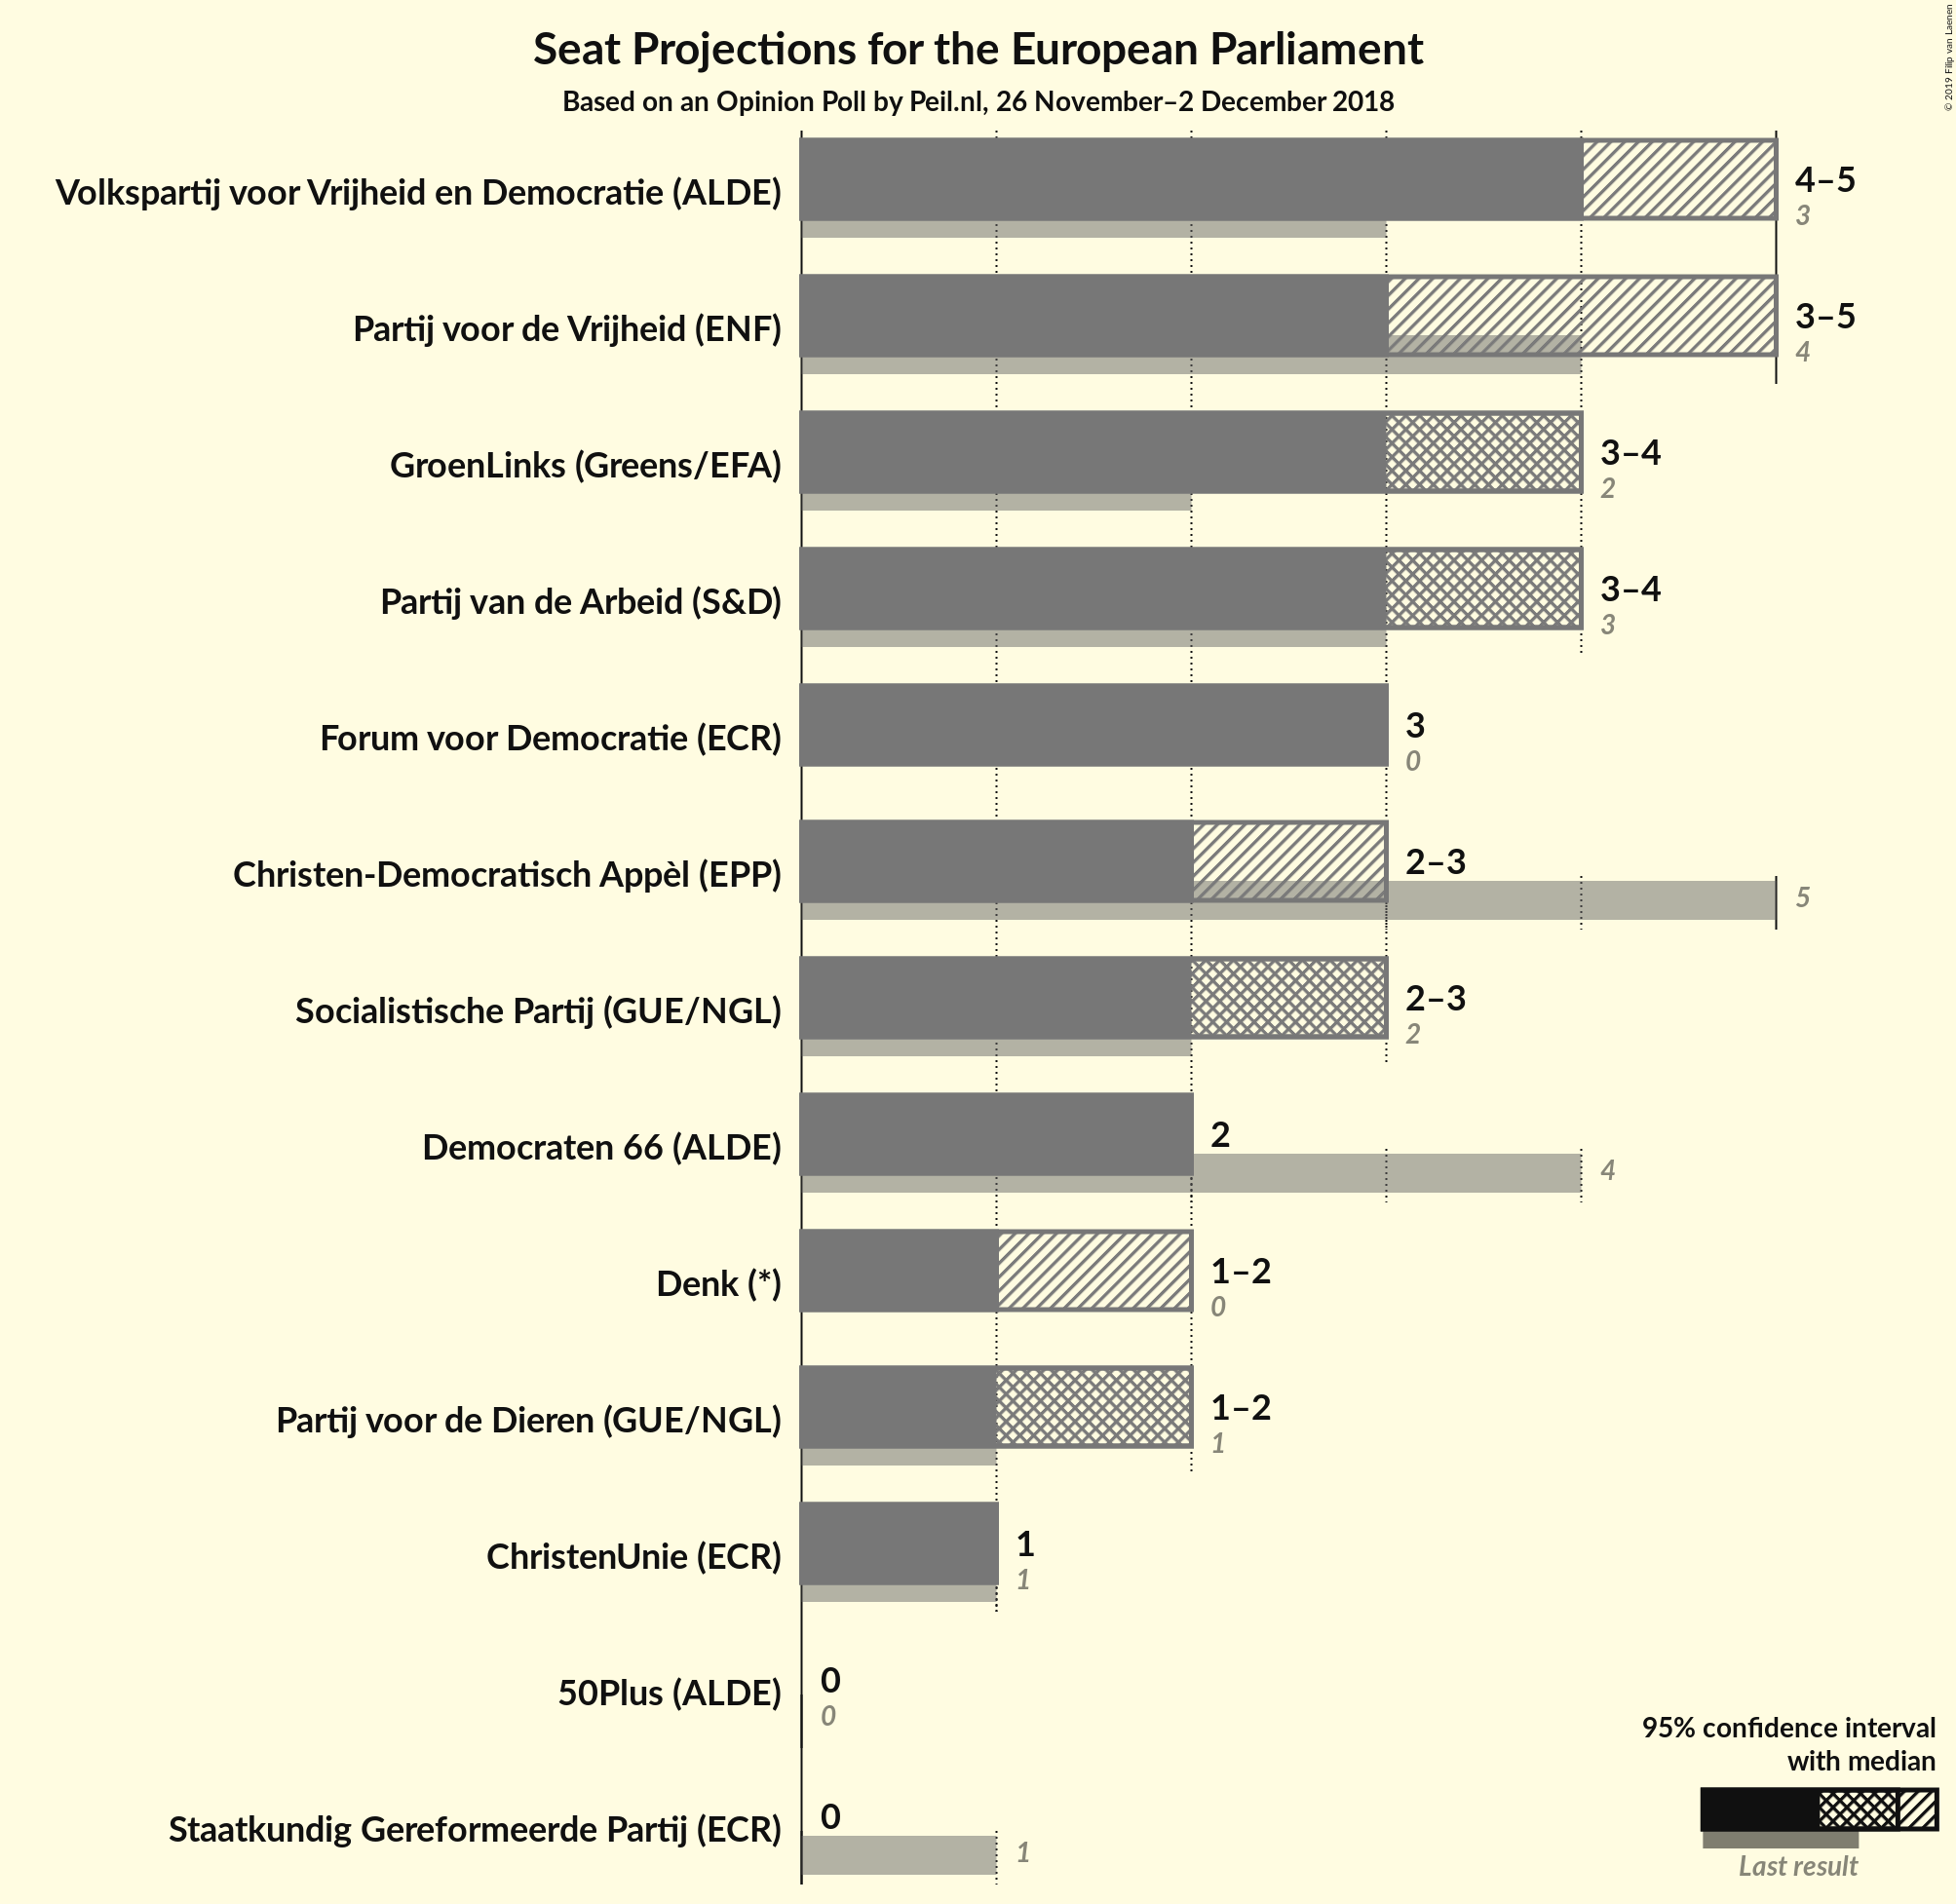 Seat Projections for the European Parliament
Based on an Opinion Poll by Peil.nl, 26 November–2 December 2018
© 2019 Filip van Laenen
Volkspartij voor Vrijheid en Democratie (ALDE)
4–5
3
Partij voor de Vrijheid (ENF)
3–5
4
GroenLinks (Greens/EFA)
3–4
2
Partij van de Arbeid (S&D)
3–4
3
Forum voor Democratie (ECR)
3
0
Christen-Democratisch Appèl (EPP)
2–3
5
Socialistische Partij (GUE/NGL)
2–3
2
Democraten 66 (ALDE)
2
4
Denk (*)
1–2
0
Partij voor de Dieren (GUE/NGL)
1–2
1
ChristenUnie (ECR)
1
1
50Plus (ALDE)
0
0
Staatkundig Gereformeerde Partij (ECR)
0
1
95% confidence interval
with median
Last result